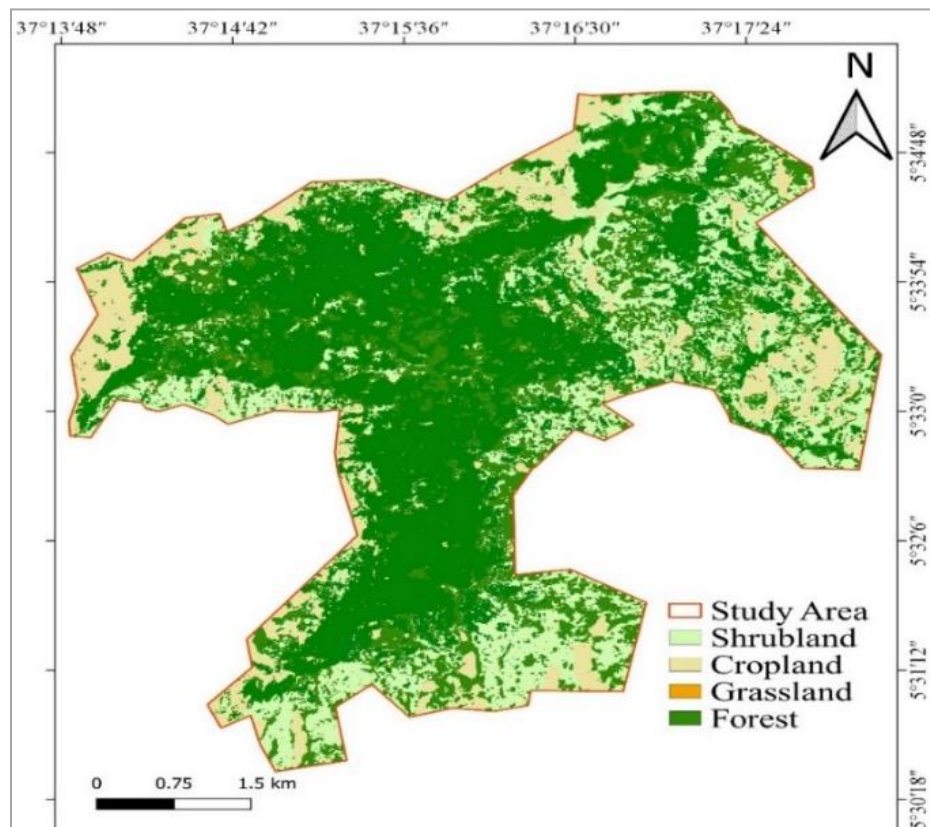 37°13'48" 37°14'42" 37°15'36" 37°16'30" 37°17'24"
N
5°34'48"
5°33'54"
5°33'0"
5°32'6"
5°31'12"
5°30'18"
Study Area
Shrubland
Cropland
Grassland
Forest
0 0.75 1.5 km